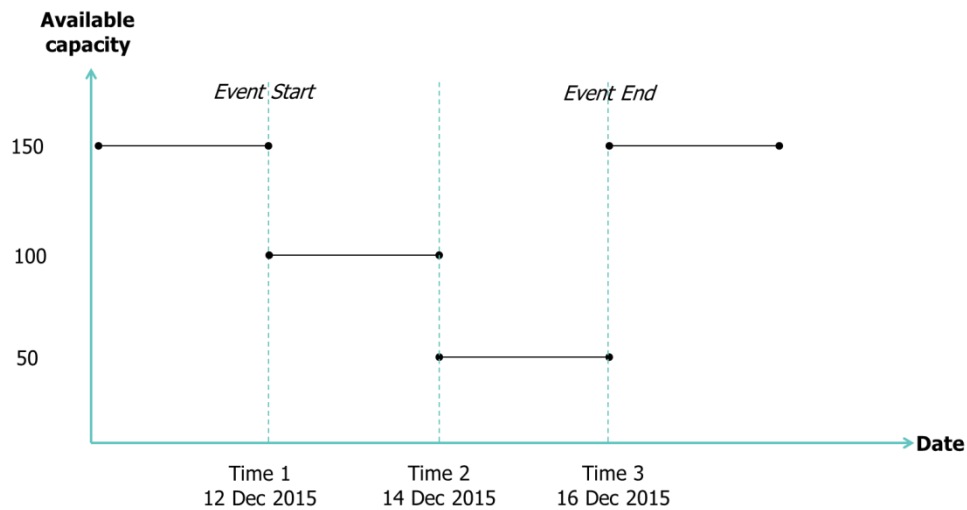 Available
capacity
Event Start
Event End
150
100
50
Date
Time 1
12 Dec 2015
Time 2
14 Dec 2015
Time 3
16 Dec 2015